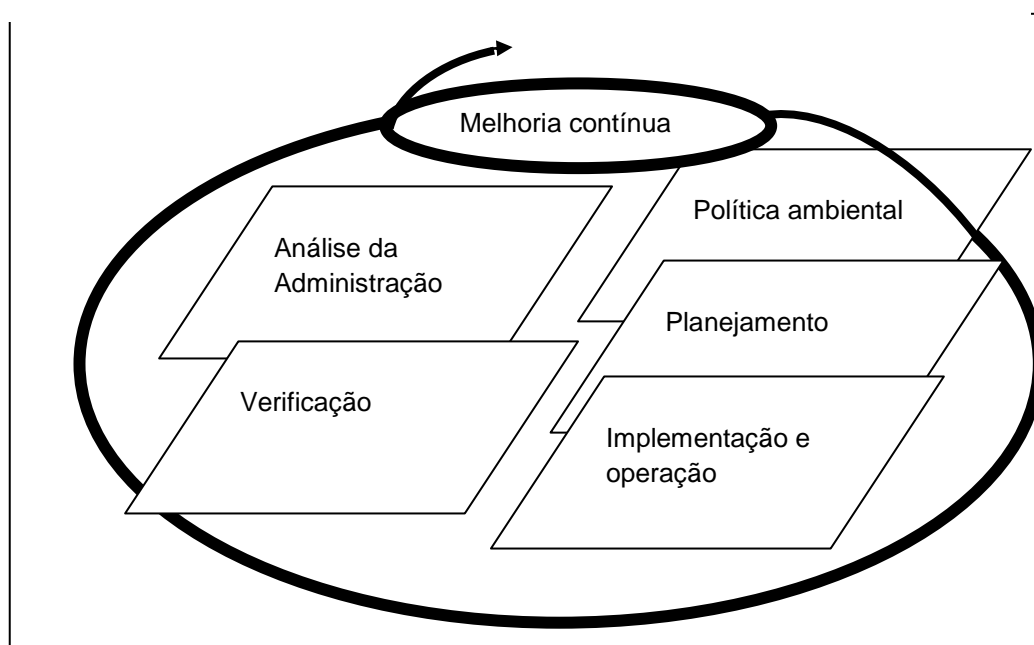 Melhoria contínua
Política ambiental
Análise da
Administração
Planejamento
Verificação
Implementação e
operação